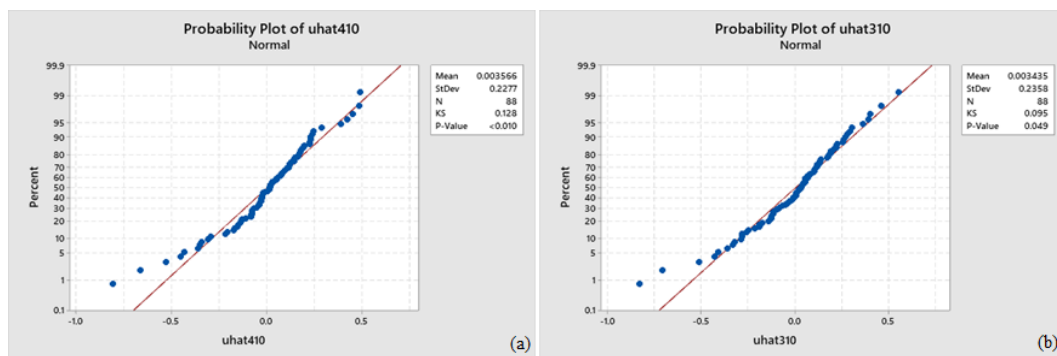 Probability Plot of uhat410
Normal
99.9
99
95
90
80
70
60
50
40
30
20
10
5
1
0.1
Percent
-1.0 -0.5 0.0 0.5
uhat410
Mean 0.003566
StDev 0.2277
N 88
KS 0.128
P-Value <0.010
(a)
Probability Plot of uhat310
Normal
99.9
99
95
90
80
70
60
50
40
30
20
10
5
1
0.1
Percent
-1.0 -0.5 0.0 0.5
uhat310
Mean 0.003435
StDev 0.2358
N 88
KS 0.095
P-Value 0.049
(b)